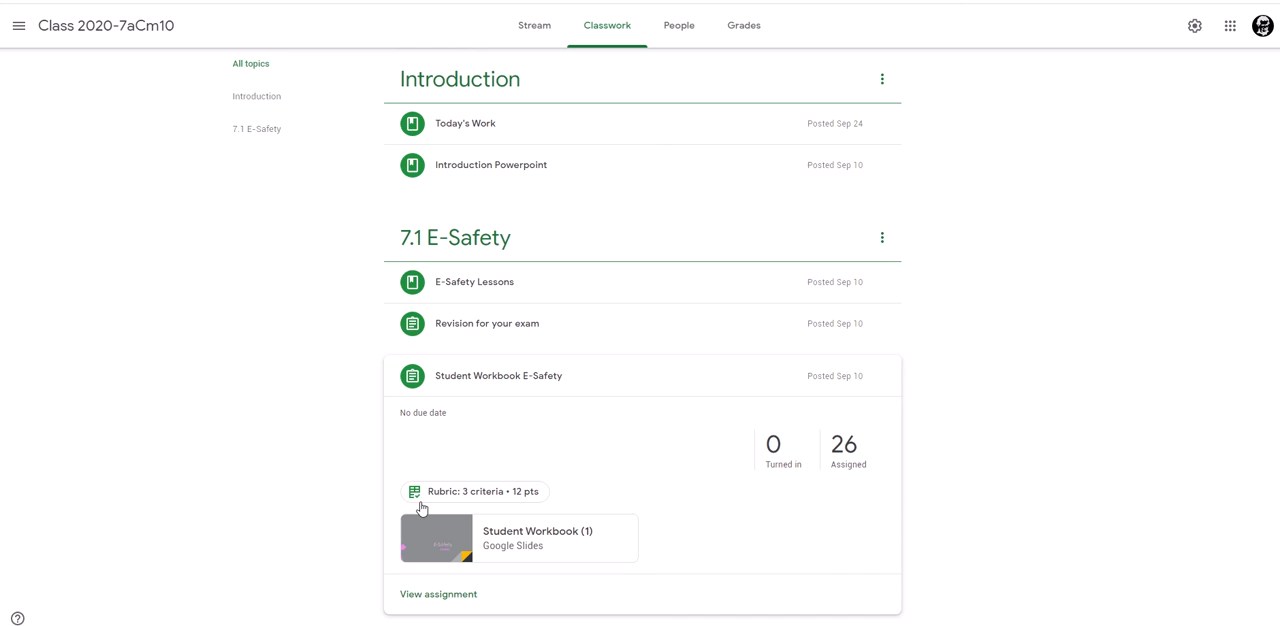 Class 2020-7aCm10
Stream
Classwork
People
Grades
All topics
Introduction
7.1 E-Safety
Introduction
Today's Work
Posted Sep 24
Introduction Powerpoint
Posted Sep 10
7.1 E-Safety
E-Safety Lessons
Posted Sep 10
Revision for your exam
Posted Sep 10
Student Workbook E-Safety
Posted Sep 10
No due date
0
Turned in
26
Assigned
Rubric: 3 criteria • 12 pts
E-Safety
Student Workbook (1)
Google Slides
View assignment